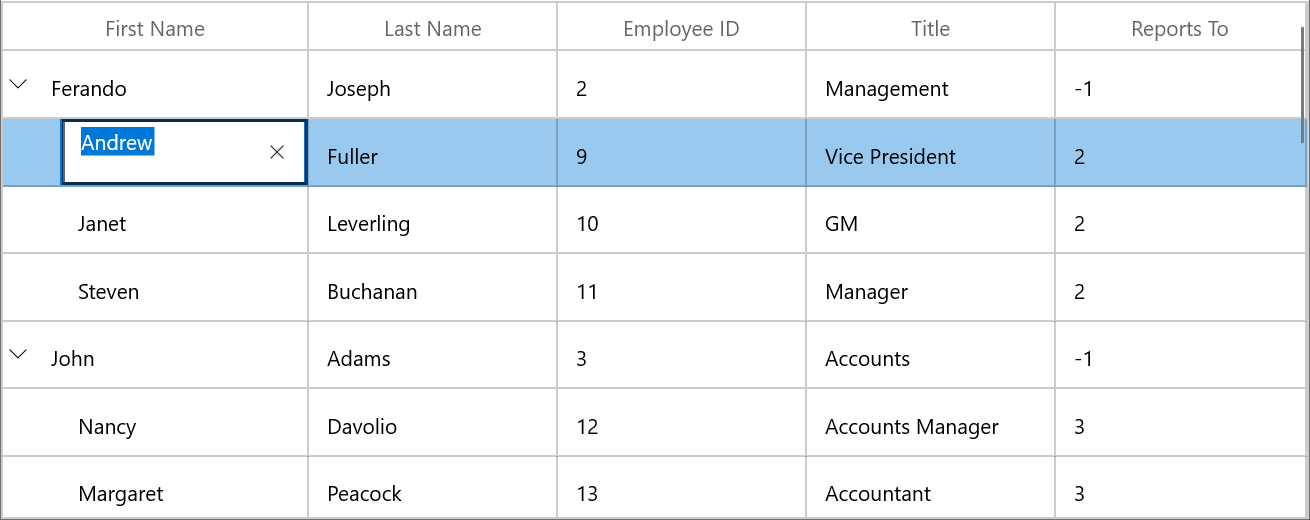 First Name Last Name Employee ID Title Reports To
Ferando Joseph 2 Management -1
Andrew Fuller 9 Vice President 2
Janet Leverling 10 GM 2
Steven Buchanan 11 Manager 2
John Adams 3 Accounts -1
Nancy Davolio 12 Accounts Manager 3
Margaret Peacock 13 Accountant 3